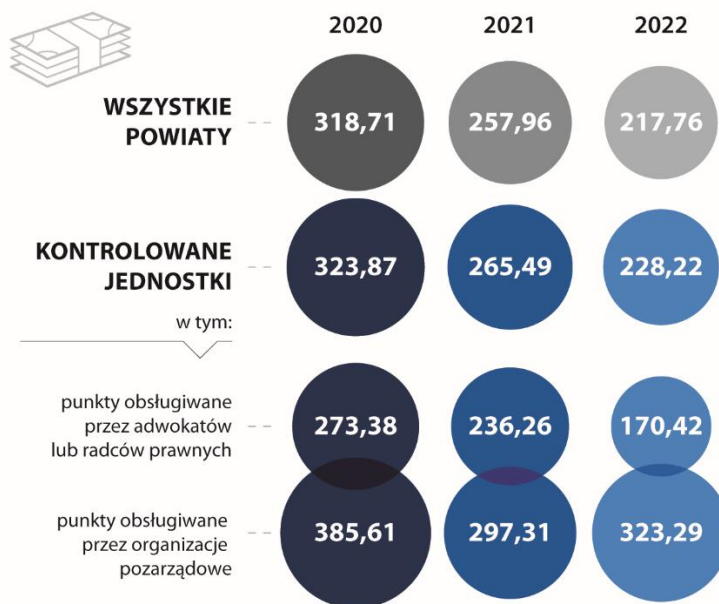 2020 2021 2022
WSZYSTKIE
POWIATY
318,71 257,96 217,76
KONTROLOWANE
JEDNOSTKI
323,87 265,49 228,22
w tym:
punkty obsługiwane
przez adwokatów
lub radców prawnych
273,38 236,26 170,42
punkty obsługiwane
przez organizacje
pozarządowe
385,61 297,31 323,29